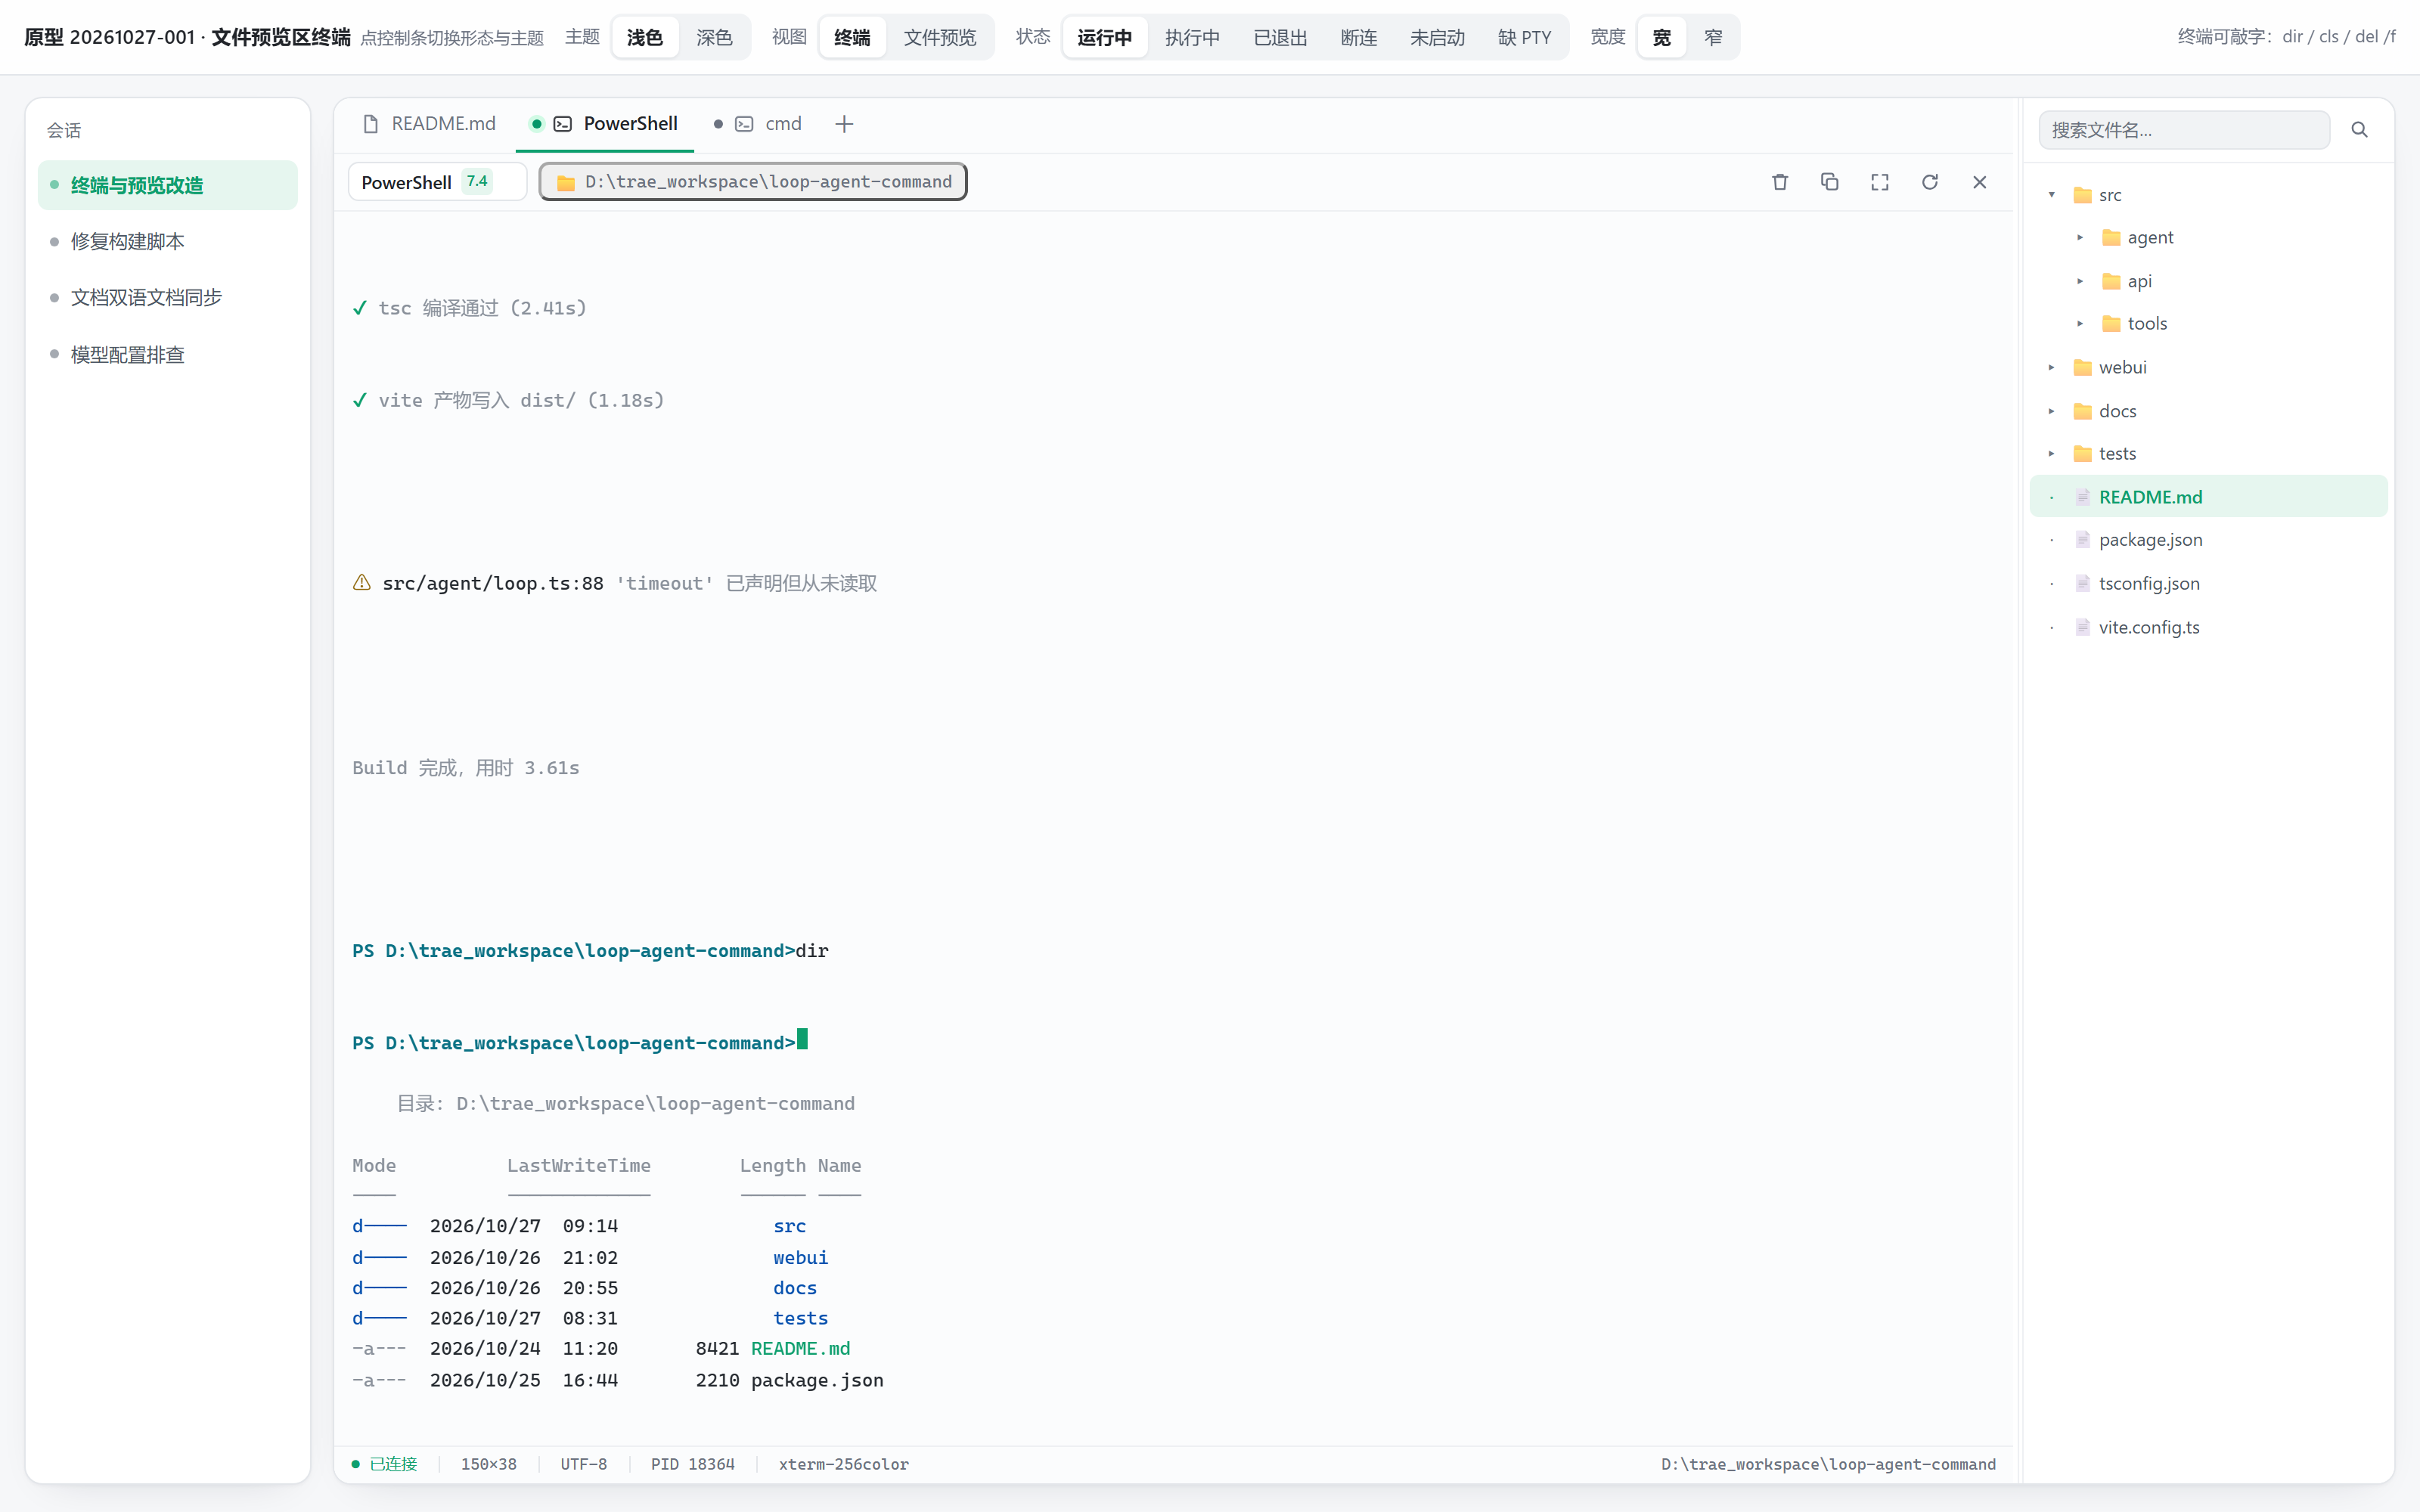 原型 20261027-001 · 文件预览区终端 点控制条切换形态与主题 主题 浅色 深色 视图 终端 文件预览 状态 运行中 执行中 已退出 断连 未启动 缺 PTY 宽度 宽 窄 终端可敲字：dir / cls / del /f
会话
终端与预览改造
修复构建脚本
文档双语文档同步
模型配置排查
README.md PowerShell cmd
PowerShell 7.4 D:\trae_workspace\loop-agent-command
✓ tsc 编译通过 (2.41s)
✓ vite 产物写入 dist/ (1.18s)
⚠ src/agent/loop.ts:88 'timeout' 已声明但从未读取
Build 完成，用时 3.61s
PS D:\trae_workspace\loop-agent-command>dir
PS D:\trae_workspace\loop-agent-command>
目录: D:\trae_workspace\loop-agent-command
Mode LastWriteTime Length Name
---- ------------- ------ ----
d---- 2026/10/27 09:14 src
d---- 2026/10/26 21:02 webui
d---- 2026/10/26 20:55 docs
d---- 2026/10/27 08:31 tests
-a--- 2026/10/24 11:20 8421 README.md
-a--- 2026/10/25 16:44 2210 package.json
已连接 150×38 UTF-8 PID 18364 xterm-256color D:\trae_workspace\loop-agent-command
搜索文件名...
src
agent
api
tools
webui
docs
tests
README.md
package.json
tsconfig.json
vite.config.ts